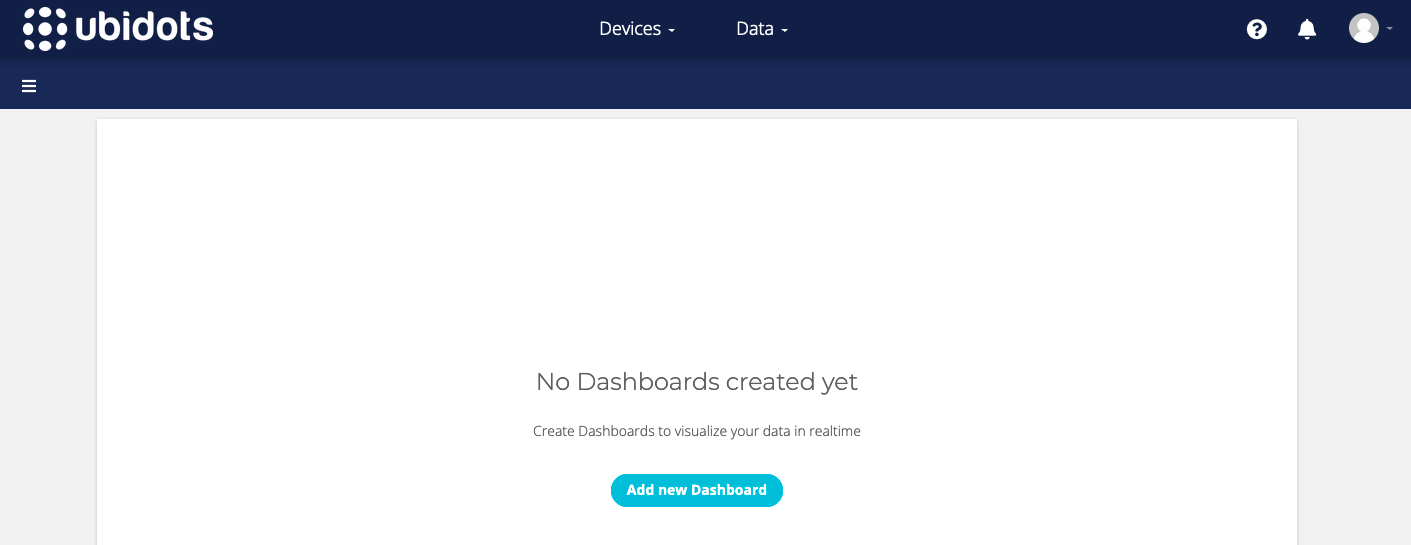 ubidots
Devices
Data
No Dashboards created yet
Create Dashboards to visualize your data in realtime
Add new Dashboard